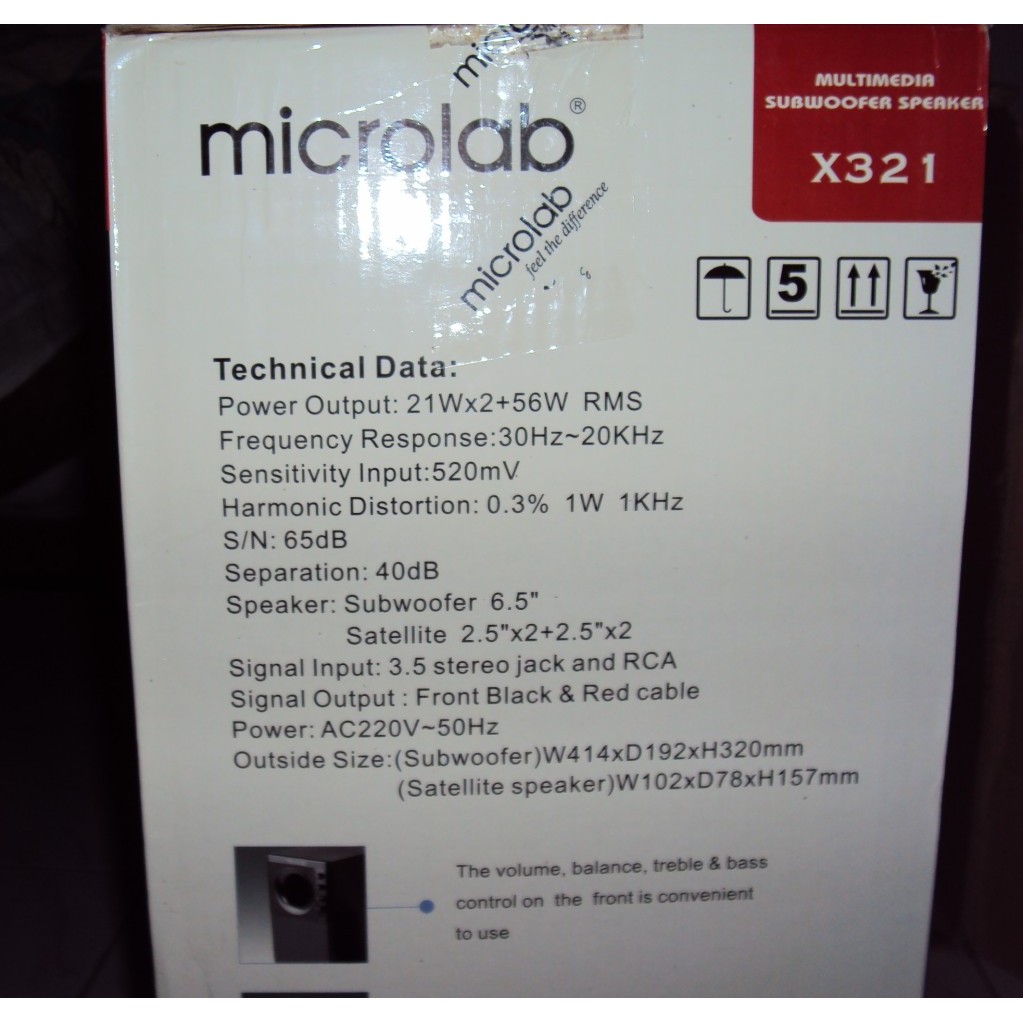 mic
microlab®
MULTIMEDIA
SUBWOOFER SPEAKER
X321
microlab
feel the difference
5
Technical Data:
Power Output: 21Wx2+56W RMS
Frequency Response:30Hz~20KHz
Sensitivity Input:520mV
Harmonic Distortion: 0.3% 1W 1KHz
S/N: 65dB
Separation: 40dB
Speaker: Subwoofer 6.5"
Satellite 2.5"x2+2.5"x2
Signal Input: 3.5 stereo jack and RCA
Signal Output : Front Black & Red cable
Power: AC220V~50Hz
Outside Size:(Subwoofer)W414xD192xH320mm
(Satellite speaker)W102xD78xH157mm
The volume, balance, treble & bass
control on the front is convenient
to use